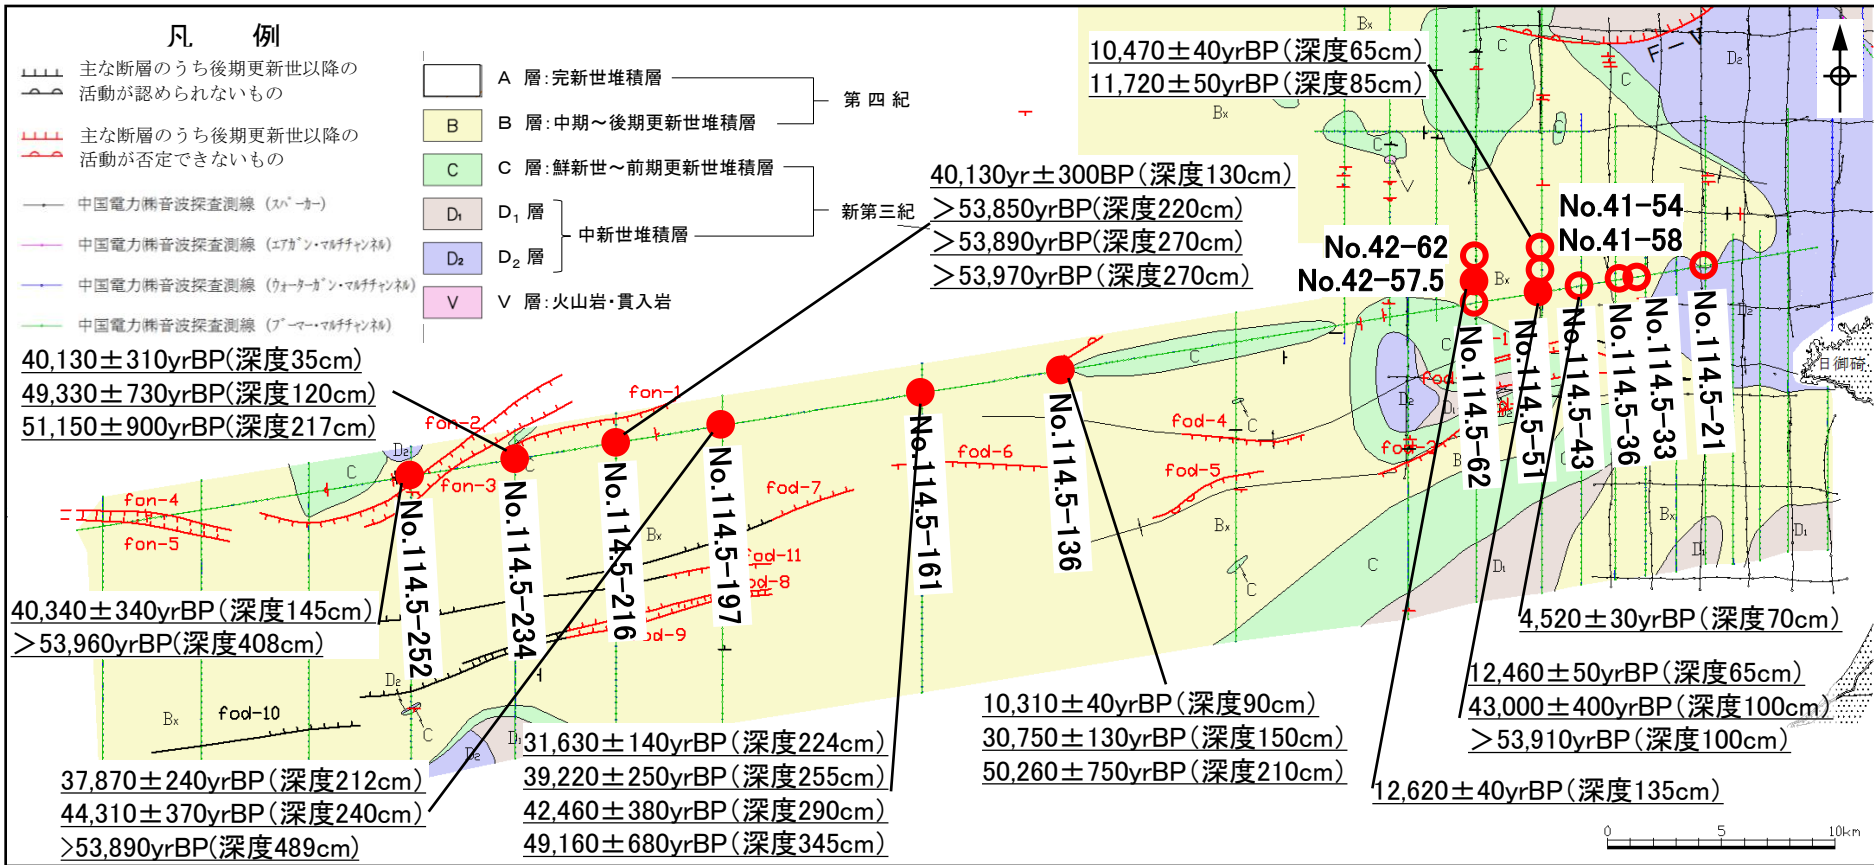 凡 例
主な断層のうち後期更新世以降の
活動が認められないもの
主な断層のうち後期更新世以降の
活動が否定できないもの
中国電力㈱音波探査測線 (スパーカー)
中国電力㈱音波探査測線 (エアガン・マルチチャンネル)
中国電力㈱音波探査測線 (ウォーターガン・マルチチャンネル)
中国電力㈱音波探査測線 (ブーマー・マルチチャンネル)
A 層:完新世堆積層
B B 層:中期～後期更新世堆積層
第四紀
C C 層:鮮新世～前期更新世堆積層
D₁ D₁ 層
中新世堆積層
D₂ D₂ 層
新第三紀
V V 層:火山岩・貫入岩
10,470±40yrBP(深度65cm)
11,720±50yrBP(深度85cm)
40,130yr±300BP(深度130cm)
＞53,850yrBP(深度220cm)
＞53,890yrBP(深度270cm)
＞53,970yrBP(深度270cm)
No.41-54
No.41-58
No.42-62
No.42-57.5
40,130±310yrBP(深度35cm)
49,330±730yrBP(深度120cm)
51,150±900yrBP(深度217cm)
40,340±340yrBP(深度145cm)
＞53,960yrBP(深度408cm)
37,870±240yrBP(深度212cm)
44,310±370yrBP(深度240cm)
>53,890yrBP(深度489cm)
31,630±140yrBP(深度224cm)
39,220±250yrBP(深度255cm)
42,460±380yrBP(深度290cm)
49,160±680yrBP(深度345cm)
10,310±40yrBP(深度90cm)
30,750±130yrBP(深度150cm)
50,260±750yrBP(深度210cm)
4,520±30yrBP(深度70cm)
12,460±50yrBP(深度65cm)
43,000±400yrBP(深度100cm)
＞53,910yrBP(深度100cm)
12,620±40yrBP(深度135cm)
No.114.5-252
No.114.5-234
No.114.5-216
No.114.5-197
No.114.5-161
No.114.5-136
No.114.5-62
No.114.5-51
No.114.5-43
No.114.5-36
No.114.5-33
No.114.5-21
fon-1
fon-2
fon-3
fon-4
fon-5
fod-4
fod-5
fod-6
fod-7
fod-10
F-V
日御碕
Bx
Bx
Bx
Bx
Bx
Bx
Bx
C
C
C
C
C
C
C
D₂
D₂
D₂
D₂
D₂
D₂
D₁
D₁
D₁
V
0 5 10km